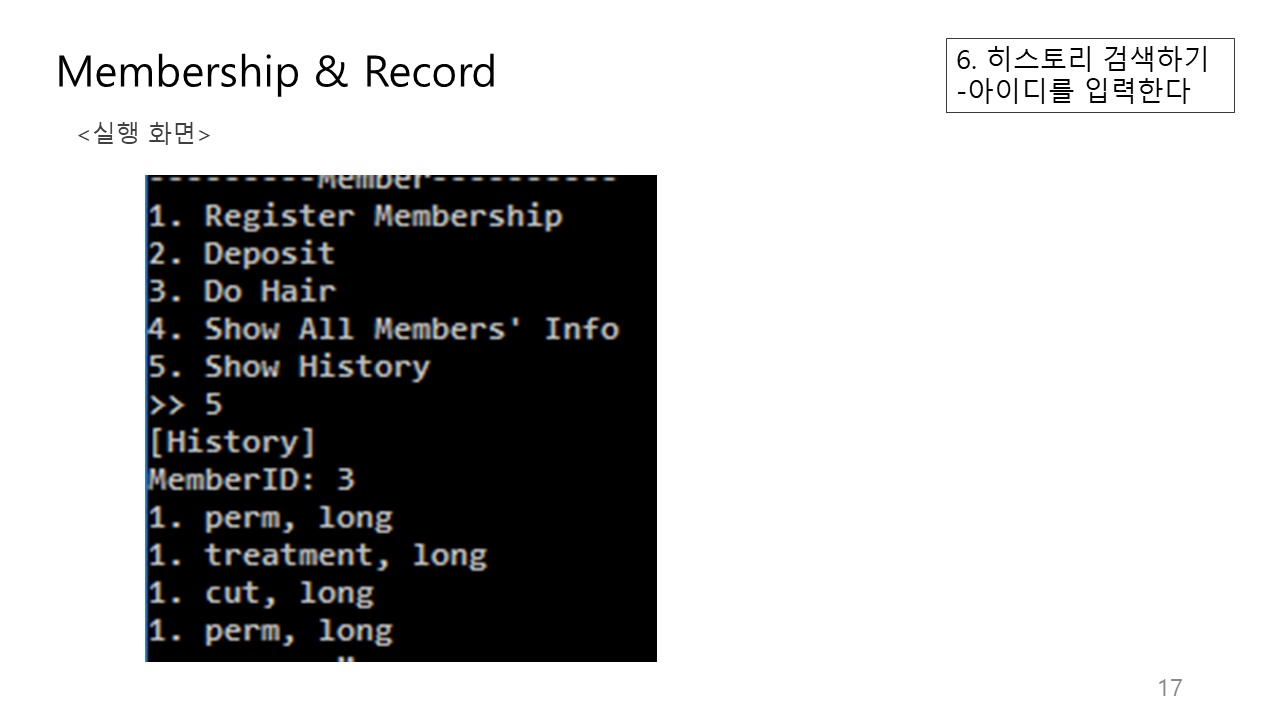 Membership & Record
6. 히스토리 검색하기
-아이디를 입력한다
<실행 화면>
---------Member----------
1. Register Membership
2. Deposit
3. Do Hair
4. Show All Members' Info
5. Show History
>> 5
[History]
MemberID: 3
1. perm, long
1. treatment, long
1. cut, long
1. perm, long
17